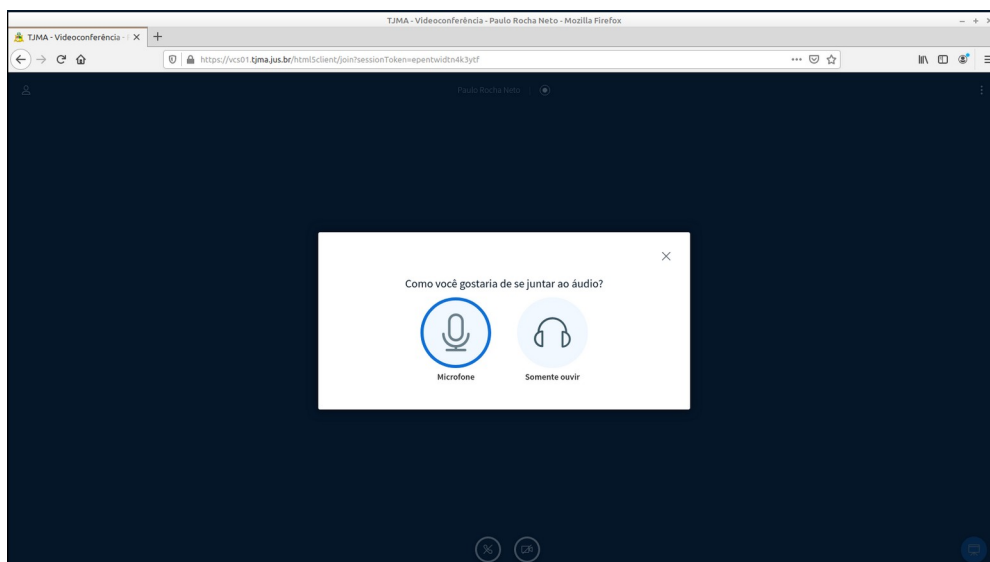 TJMA - Videoconferência - Paulo Rocha Neto - Mozilla Firefox
TJMA - Videoconferência -
https://vcs01.tjma.jus.br/html5client/join?sessionToken=epentwidtn4k3ytf
Paulo Rocha Neto
Como você gostaria de se juntar ao áudio?
Microfone
Somente ouvir